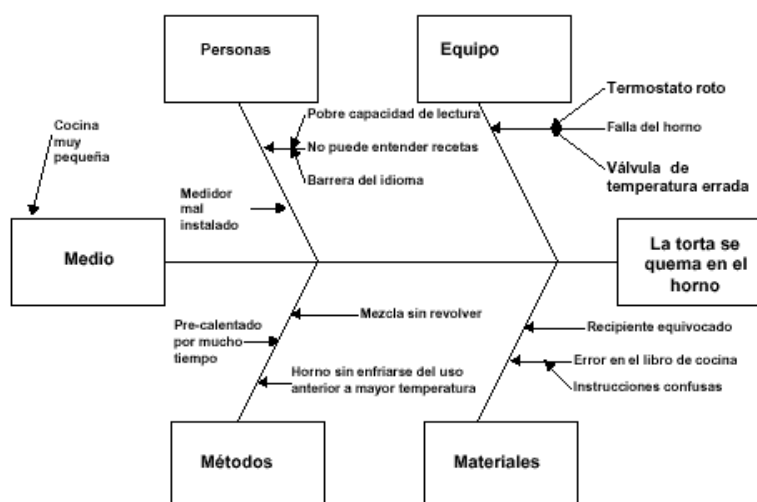 Personas
Equipo
Pobre capacidad de lectura
No puede entender recetas
Barrera del idioma
Termostato roto
Falla del horno
Válvula de
temperatura errada
Cocina
muy
pequeña
Medidor
mal
instalado
Medio
La torta se
quema en el
horno
Pre-calentado
por mucho
tiempo
Mezcla sin revolver
Horno sin enfriarse del uso
anterior a mayor temperatura
Recipiente equivocado
Error en el libro de cocina
Instrucciones confusas
Métodos
Materiales